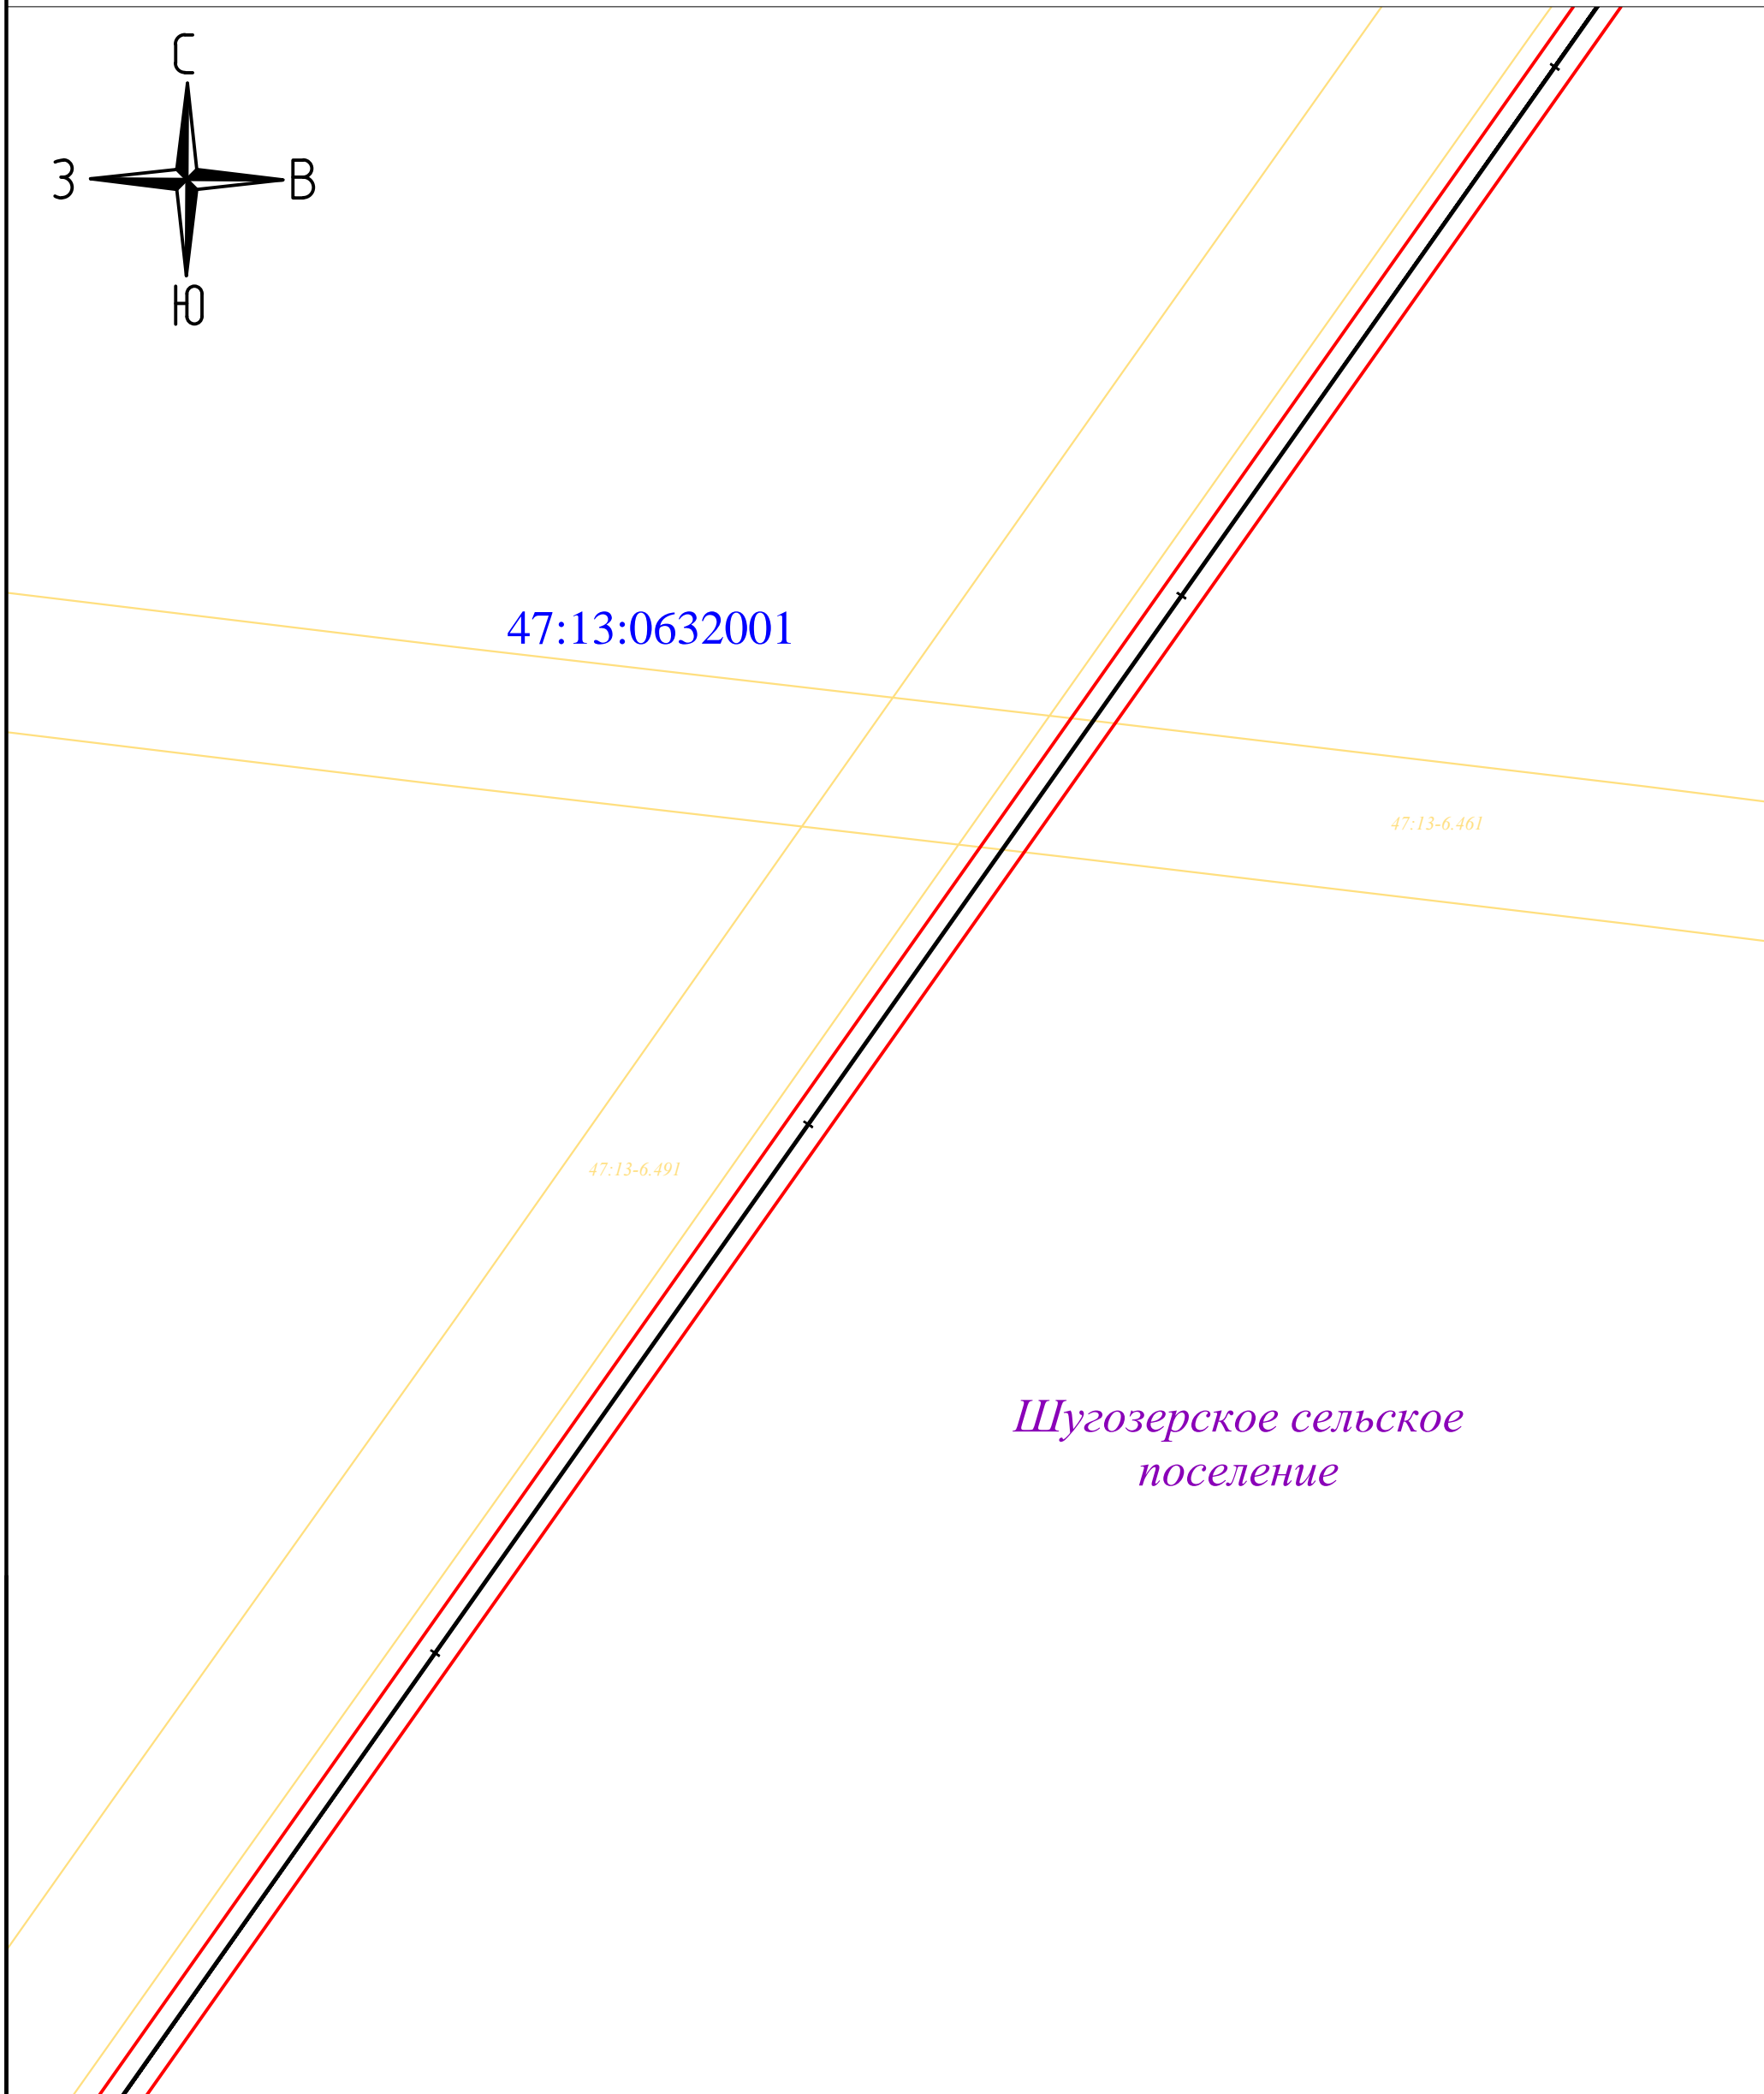 С
З
В
Ю
47:13:0632001
47:13-6.461
47:13-6.491
Шугозерское сельское
поселение